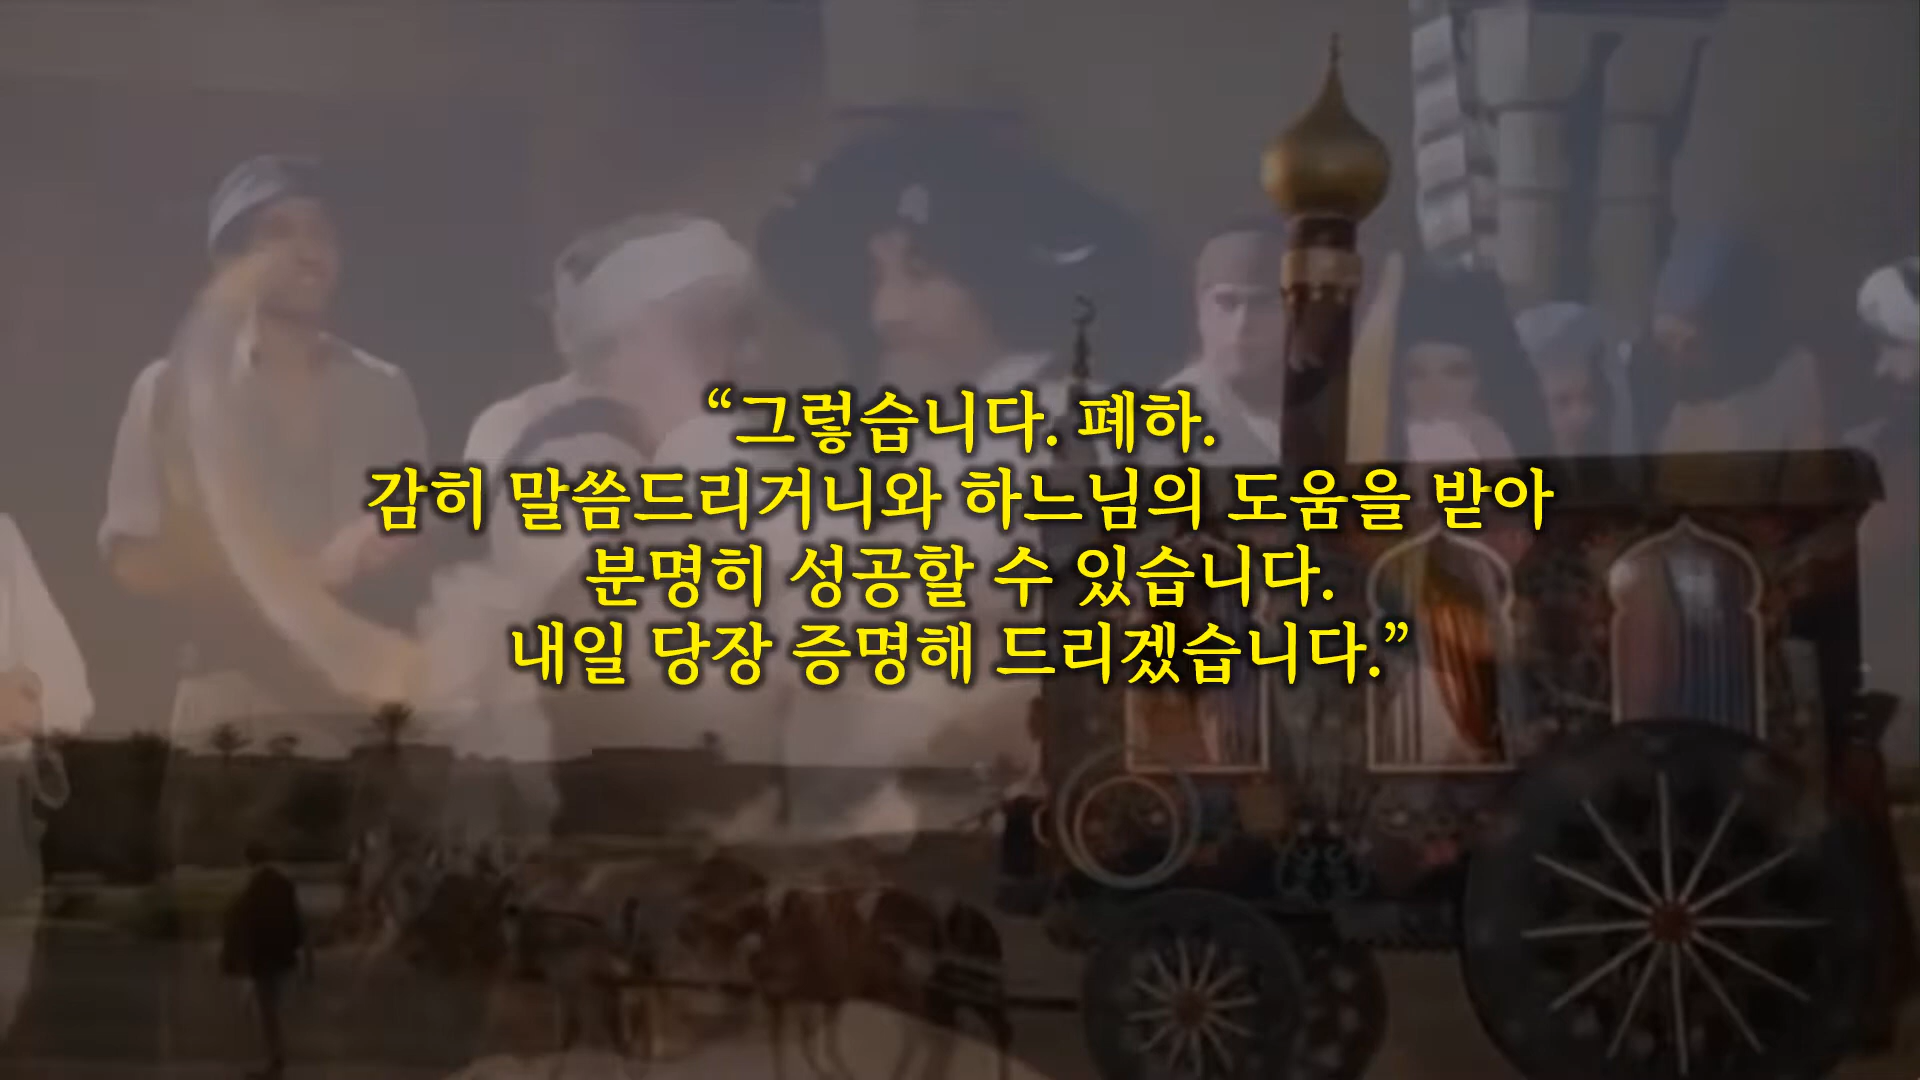 “그렇습니다. 폐하.
감히 말씀드리거니와 하느님의 도움을 받아
분명히 성공할 수 있습니다.
내일 당장 증명해 드리겠습니다.”